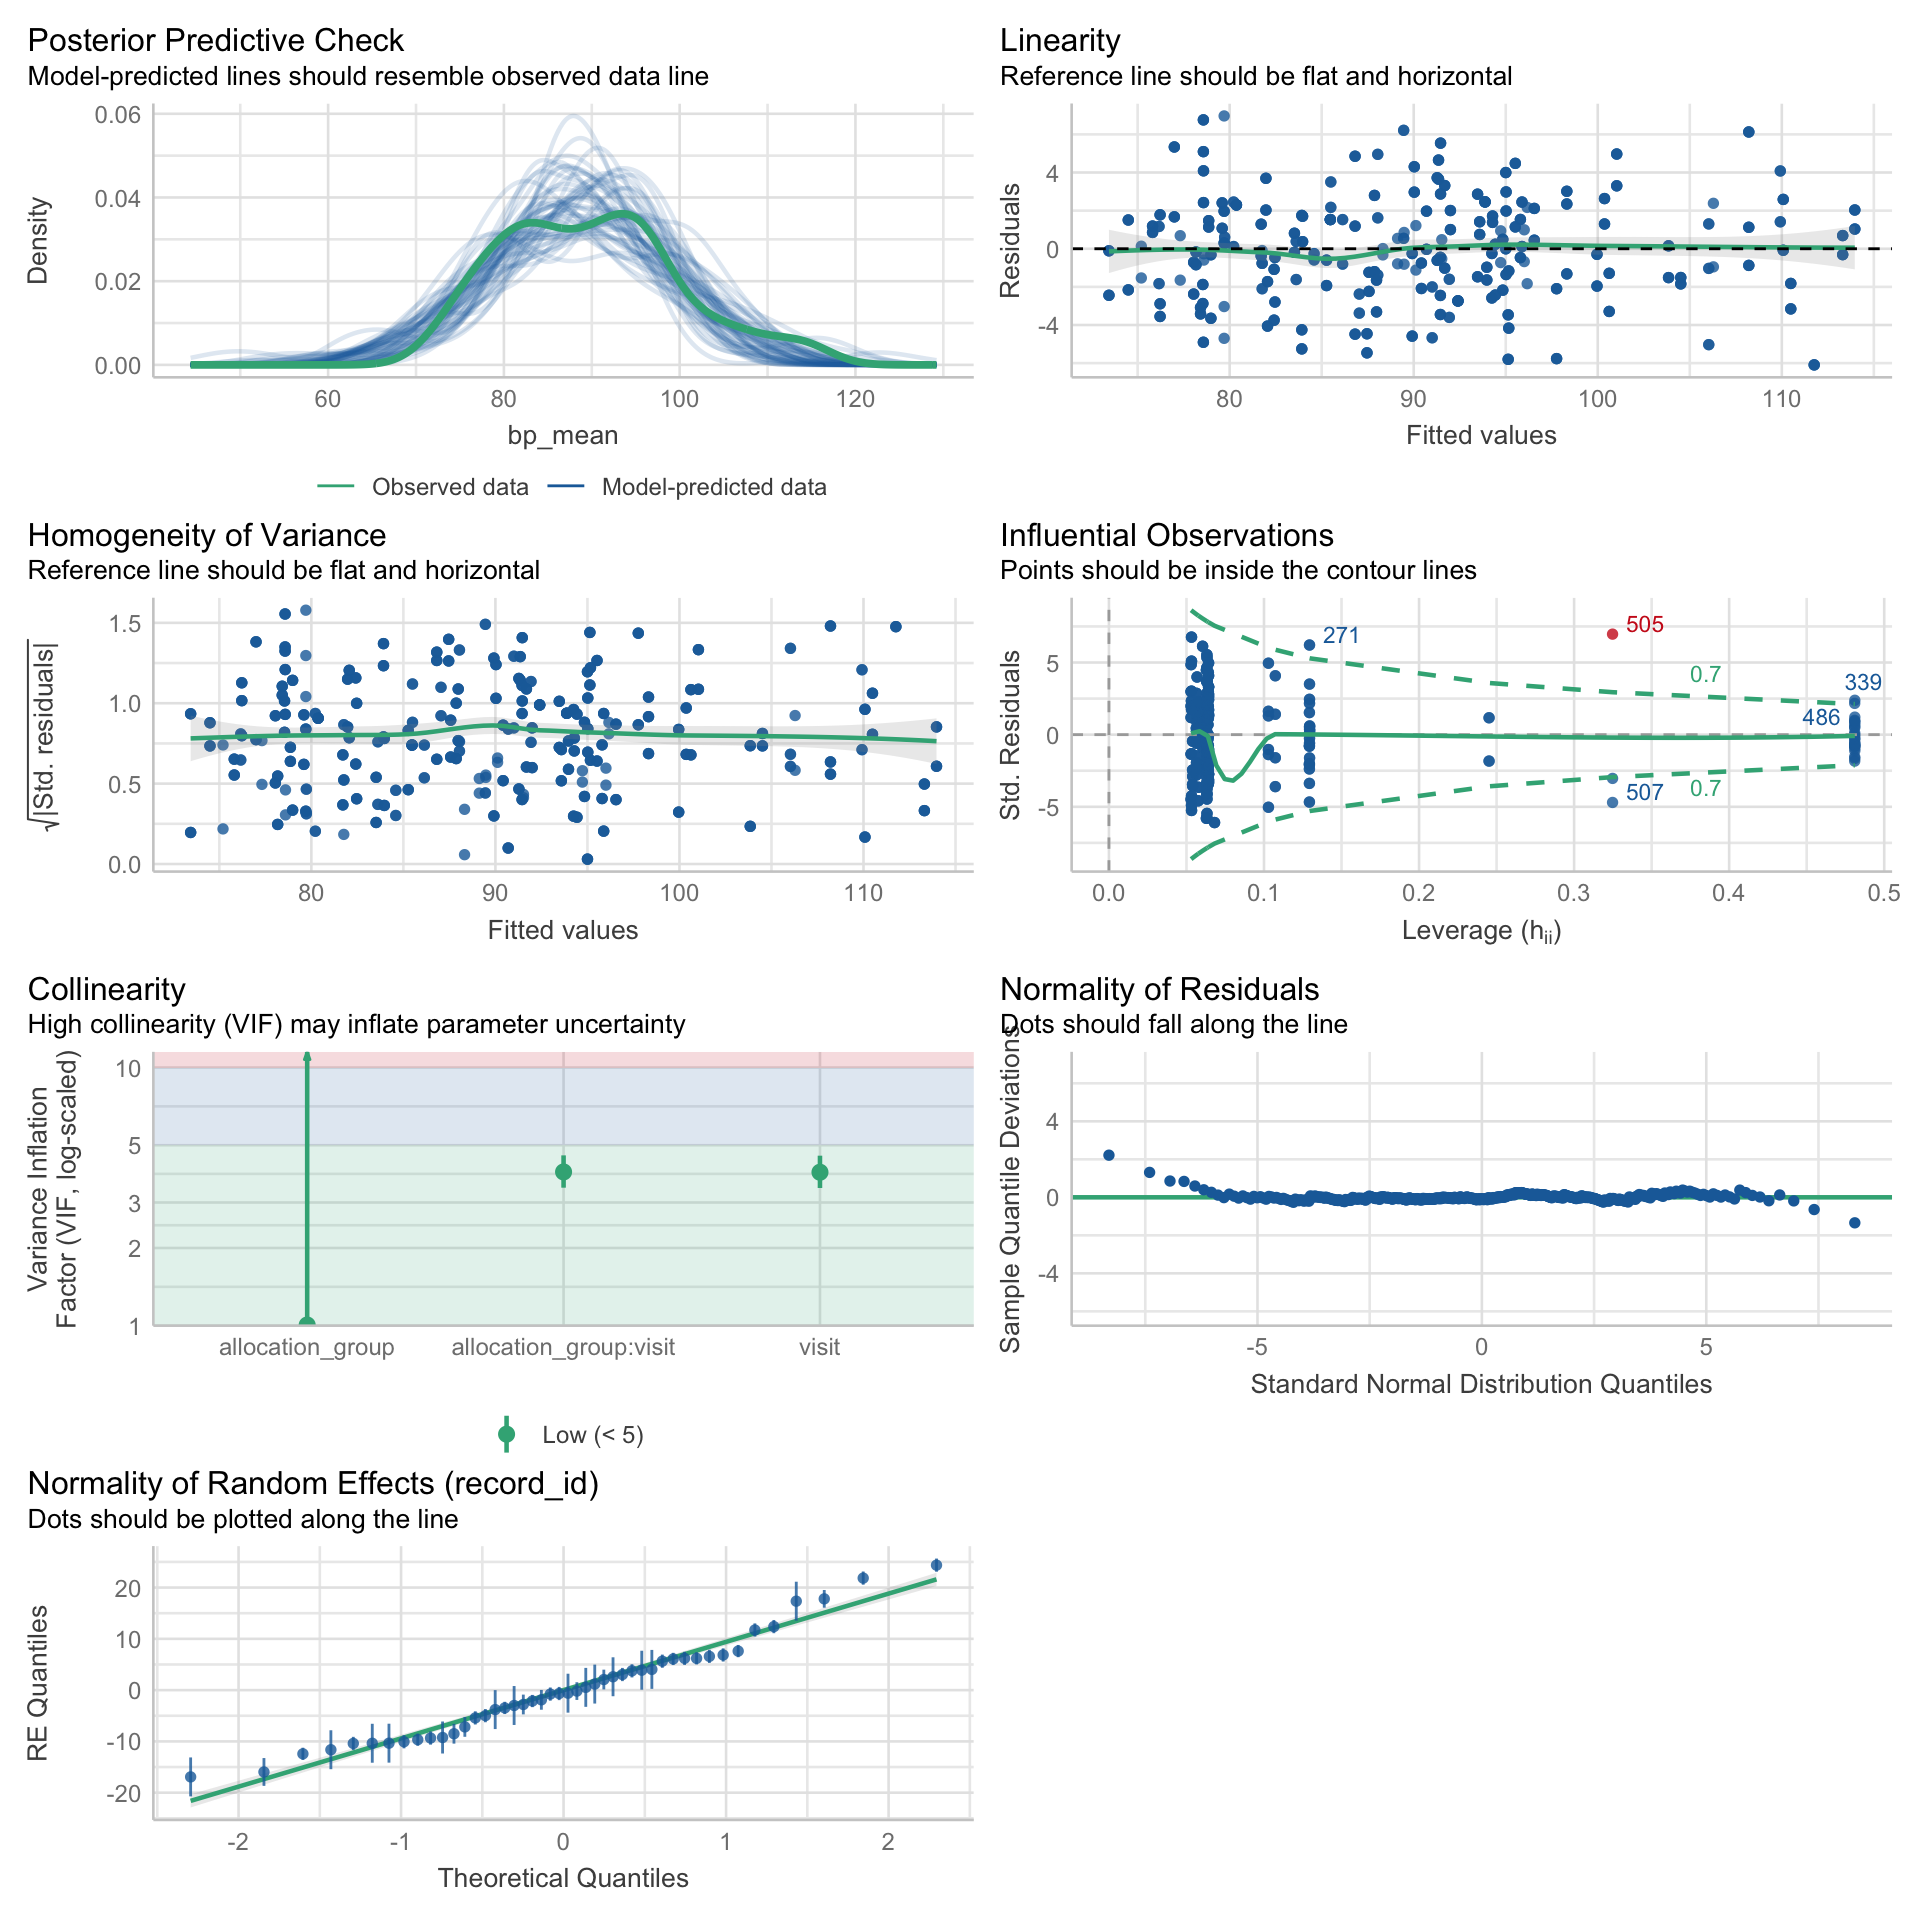 Posterior Predictive Check
Model-predicted lines should resemble observed data line
Density
0.06
0.04
0.02
0.00
60 80 100 120
bp_mean
Observed data Model-predicted data
Linearity
Reference line should be flat and horizontal
Residuals
4
0
-4
80 90 100 110
Fitted values
Homogeneity of Variance
Reference line should be flat and horizontal
√|Std. residuals|
1.5
1.0
0.5
0.0
80 90 100 110
Fitted values
Influential Observations
Points should be inside the contour lines
Std. Residuals
5
0
-5
271
505
0.7
339
486
507
0.7
0.0 0.1 0.2 0.3 0.4 0.5
Leverage (hii)
Collinearity
High collinearity (VIF) may inflate parameter uncertainty
Variance Inflation
Factor (VIF, log-scaled)
10
5
3
2
1
allocation_group allocation_group:visit visit
Low (< 5)
Normality of Residuals
Dots should fall along the line
Sample Quantile Deviations
4
0
-4
-5 0 5
Standard Normal Distribution Quantiles
Normality of Random Effects (record_id)
Dots should be plotted along the line
RE Quantiles
20
10
0
-10
-20
-2 -1 0 1 2
Theoretical Quantiles